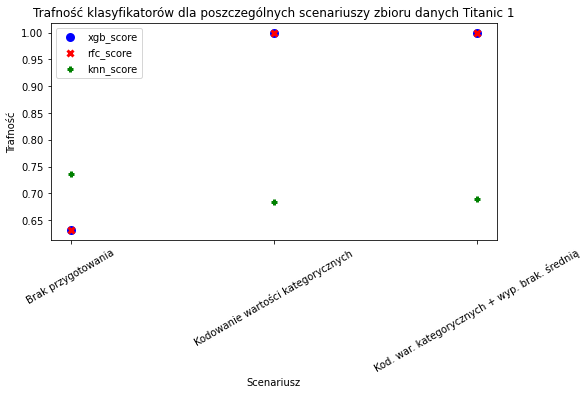 Trafność klasyfikatorów dla poszczególnych scenariuszy zbioru danych Titanic 1
1.00
0.95
0.90
0.85
0.80
0.75
0.70
0.65
Trafność
xgb_score
rfc_score
knn_score
Brak przygotowania
Kodowanie wartości kategorycznych
Kod. war. kategorycznych + wyp. brak. średnią
Scenariusz